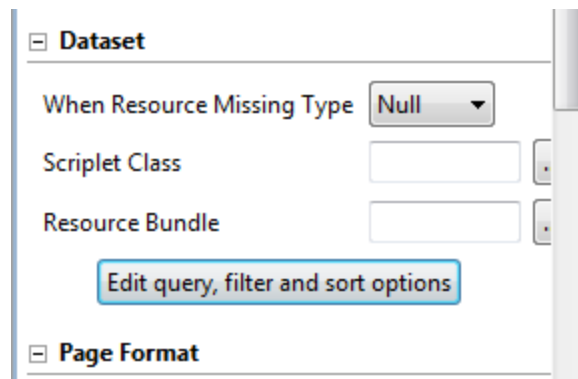 Dataset
When Resource Missing Type Null
Scriplet Class
Resource Bundle
Edit query, filter and sort options
Page Format